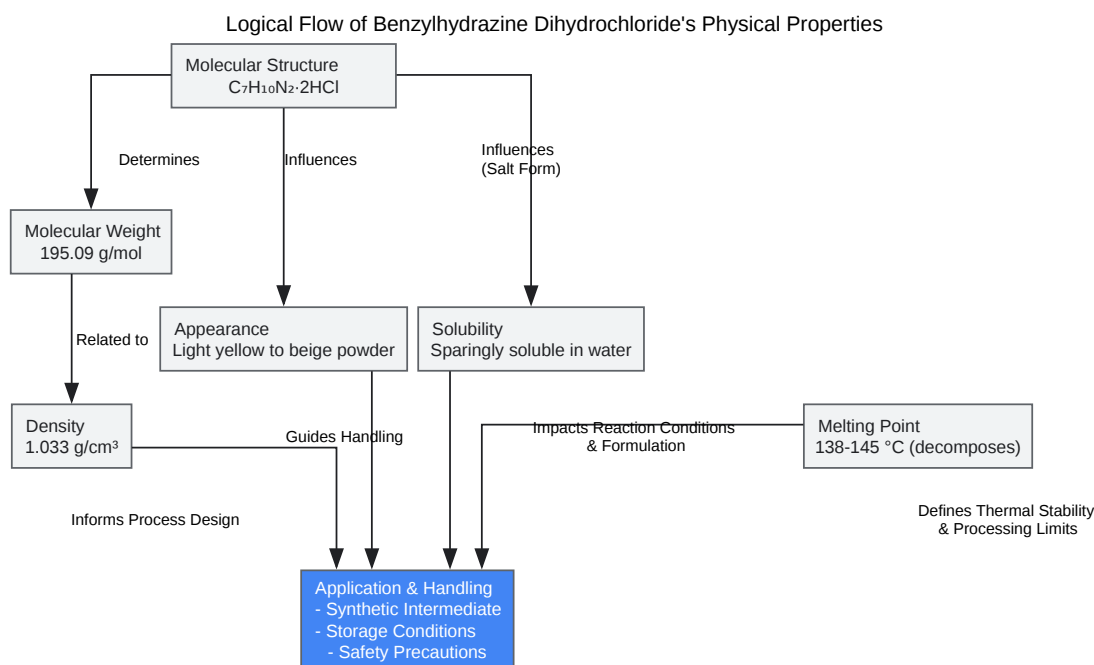 Logical Flow of Benzylhydrazine Dihydrochloride's Physical Properties
Molecular Structure
C₇H₁₀N₂·2HCl
Determines
Influences
Influences
(Salt Form)
Molecular Weight
195.09 g/mol
Related to
Appearance
Light yellow to beige powder
Solubility
Sparingly soluble in water
Density
1.033 g/cm³
Guides Handling
Impacts Reaction Conditions
& Formulation
Melting Point
138-145 °C (decomposes)
Informs Process Design
Defines Thermal Stability
& Processing Limits
Application & Handling
- Synthetic Intermediate
- Storage Conditions
- Safety Precautions